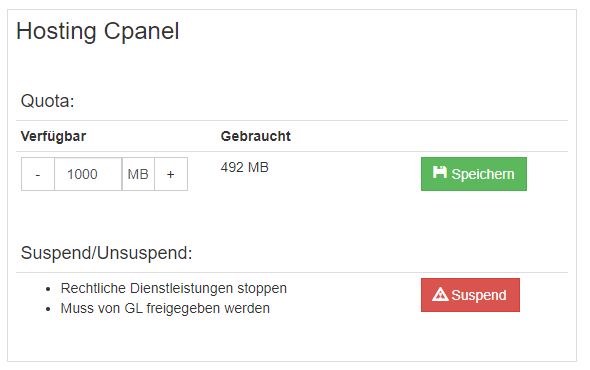 Hosting Cpanel
Quota:
Verfügbar Gebraucht
- 1000 MB + 492 MB Speichern
Suspend/Unsuspend:
Rechtliche Dienstleistungen stoppen
Muss von GL freigegeben werden
Suspend